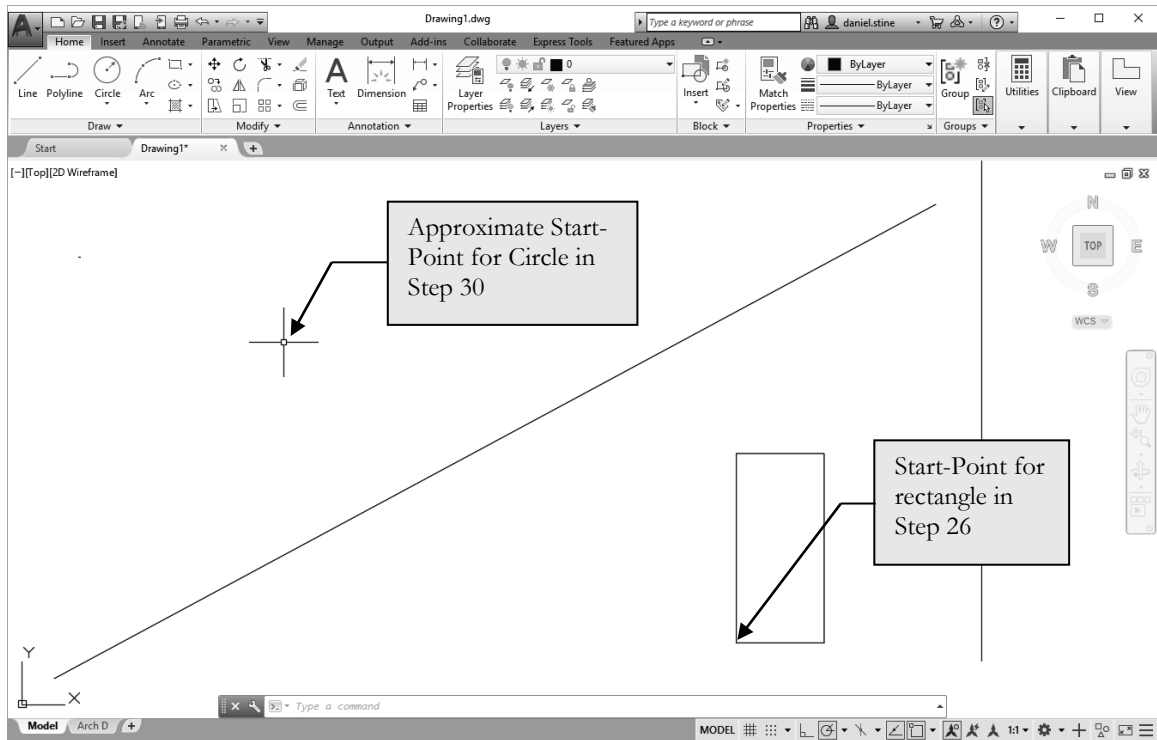 Drawing1.dwg
Type a keyword or phrase
daniel.stine
Home Insert Annotate Parametric View Manage Output Add-ins Collaborate Express Tools Featured Apps
0
ByLayer
ByLayer
ByLayer
Line Polyline Circle Arc
Text Dimension
Layer
Properties
Insert
Match
Properties
Group
Utilities
Clipboard
View
Draw Modify Annotation Layers Block Properties Groups
Start Drawing1*
[−][Top][2D Wireframe]
N
W TOP E
S
WCS
Approximate Start-
Point for Circle in
Step 30
Start-Point for
rectangle in
Step 26
Y
X
Type a command
Model Arch D
MODEL 1:1